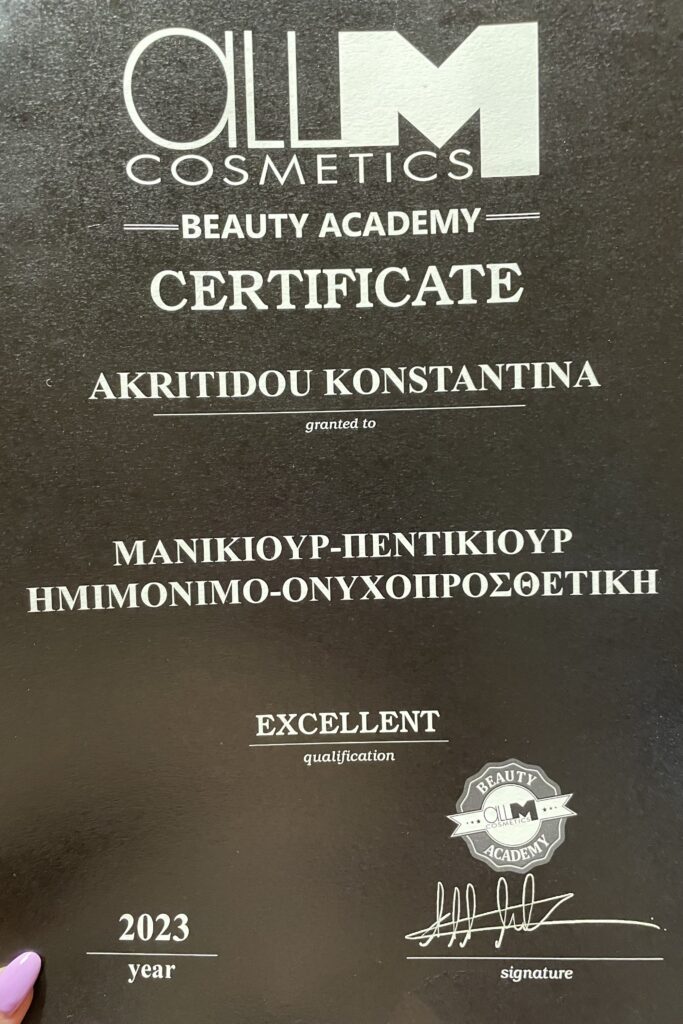 aLLM
COSMETICS
BEAUTY ACADEMY
CERTIFICATE
AKRITIDOU KONSTANTINA
granted to
ΜΑΝΙΚΙΟΥΡ-ΠΕΝΤΙΚΙΟΥΡ
ΗΜΙΜΟΝΙΜΟ-ΟΝΥΧΟΠΡΟΣΘΕΤΙΚΗ
EXCELLENT
qualification
BEAUTY
aLLM
COSMETICS
ACADEMY
2023
year
signature